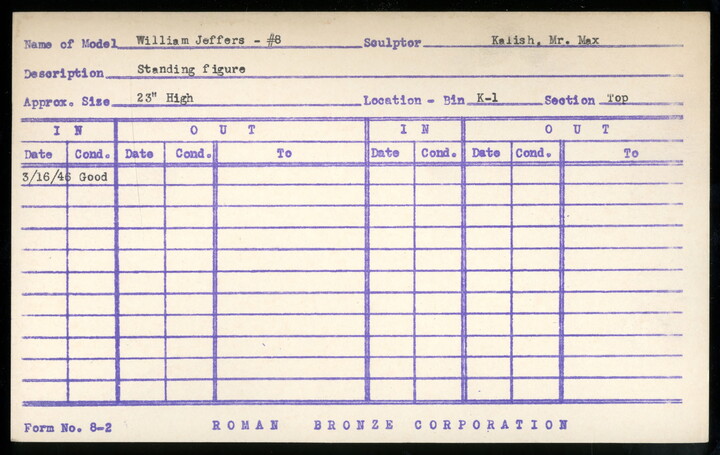 Name of Model William Jeffers - #8 Sculptor Kalish, Mr. Max
Description Standing figure
Approx. Size 23" High Location - Bin K-1 Section Top
IN OUT IN OUT
Date Cond. Date Cond. To Date Cond. Date Cond. To
3/16/46 Good
Form No. 8-2 ROMAN BRONZE CORPORATION